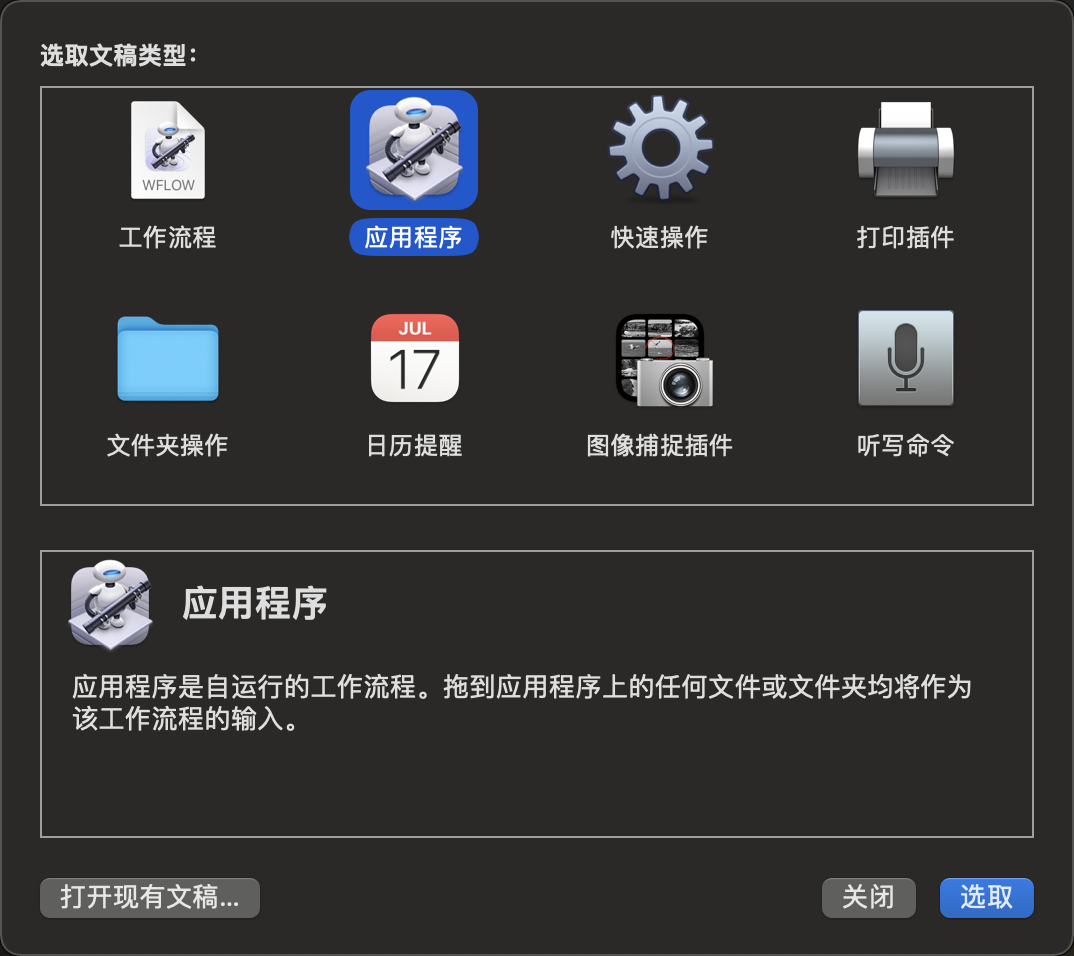 选取文稿类型：
WFLOW
工作流程
应用程序
快速操作
打印插件
JUL
17
文件夹操作
日历提醒
图像捕捉插件
听写命令
应用程序
应用程序是自运行的工作流程。拖到应用程序上的任何文件或文件夹均将作为
该工作流程的输入。
打开现有文稿...
关闭
选取